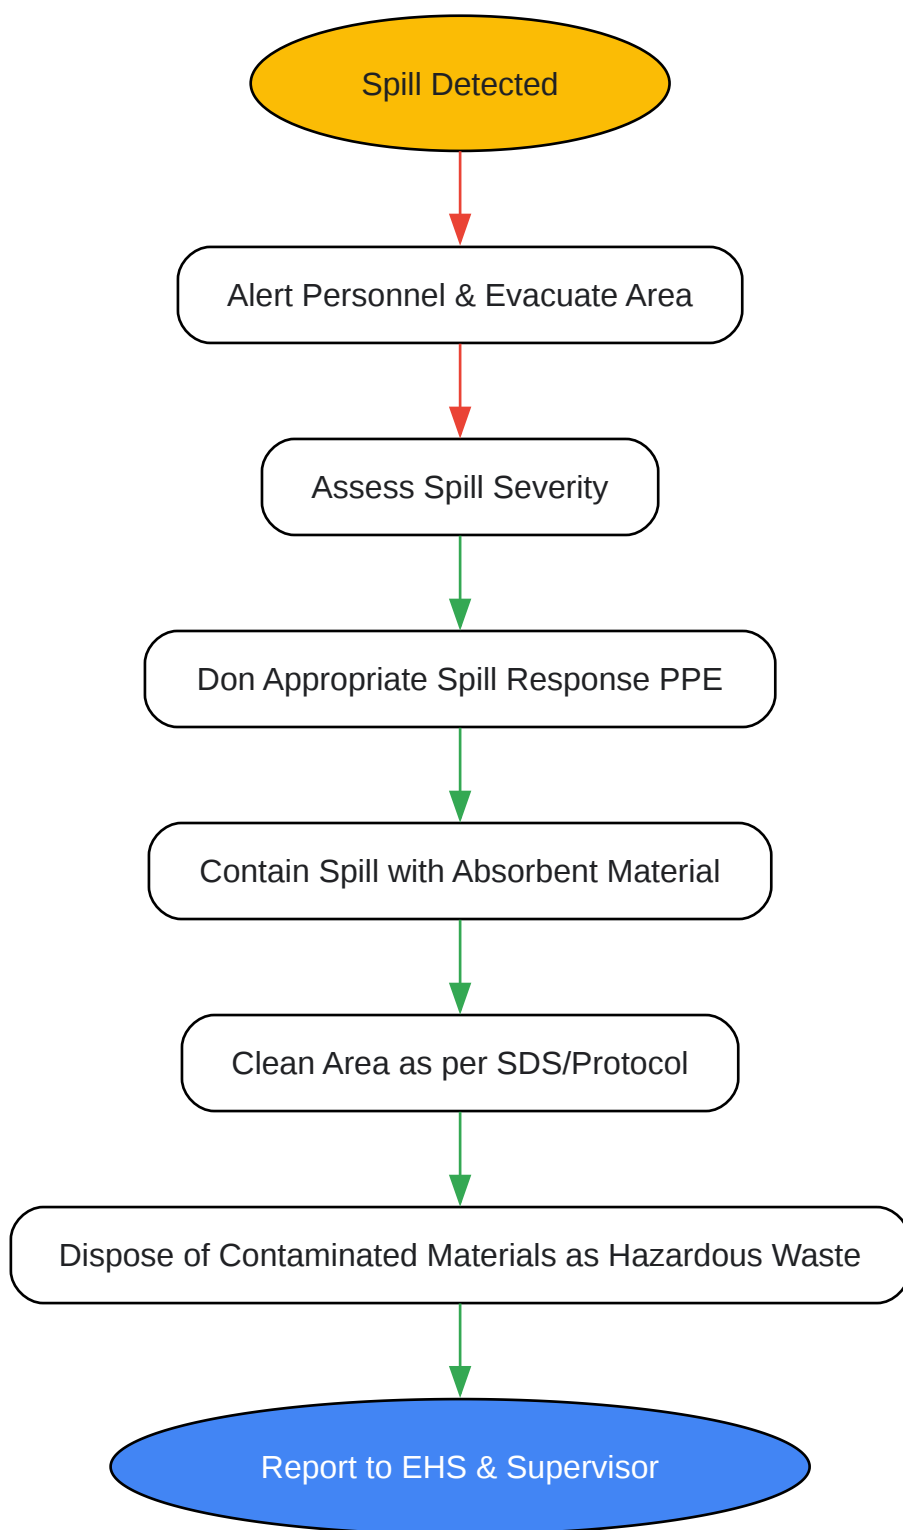 Spill Detected
Alert Personnel & Evacuate Area
Assess Spill Severity
Don Appropriate Spill Response PPE
Contain Spill with Absorbent Material
Clean Area as per SDS/Protocol
Dispose of Contaminated Materials as Hazardous Waste
Report to EHS & Supervisor